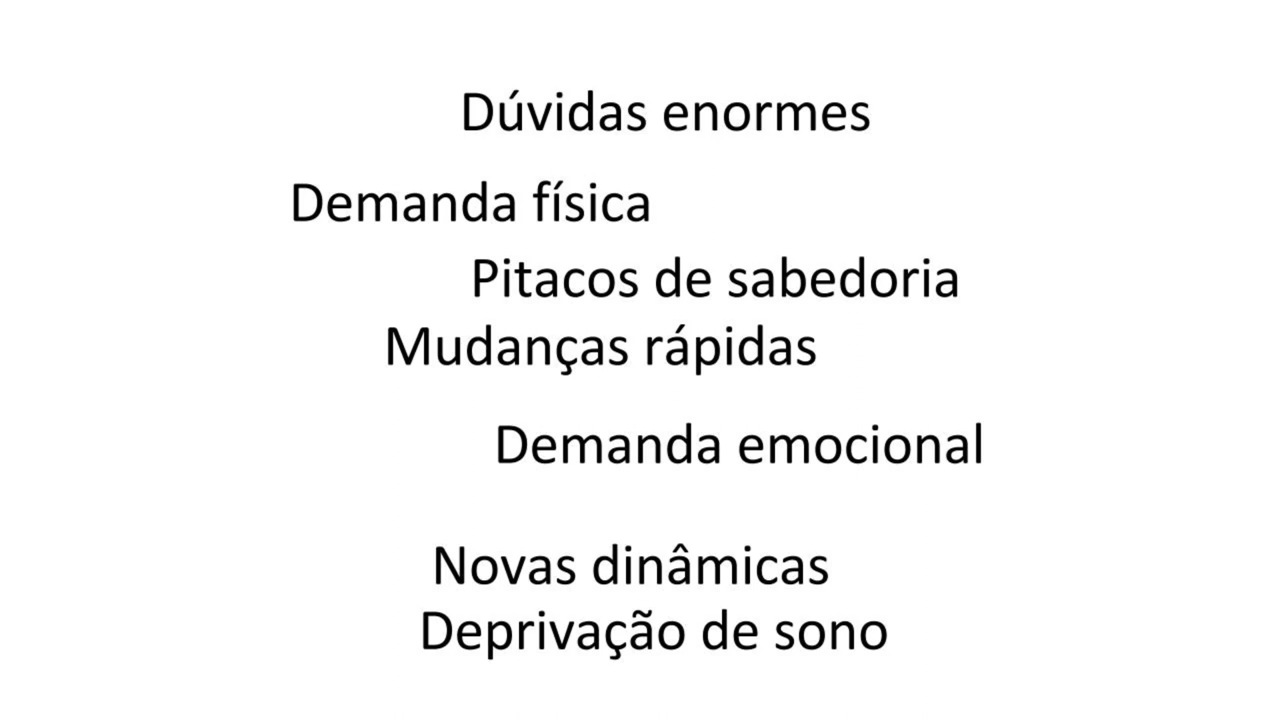 Dúvidas enormes
Demanda física
Pitacos de sabedoria
Mudanças rápidas
Demanda emocional
Novas dinâmicas
Deprivação de sono